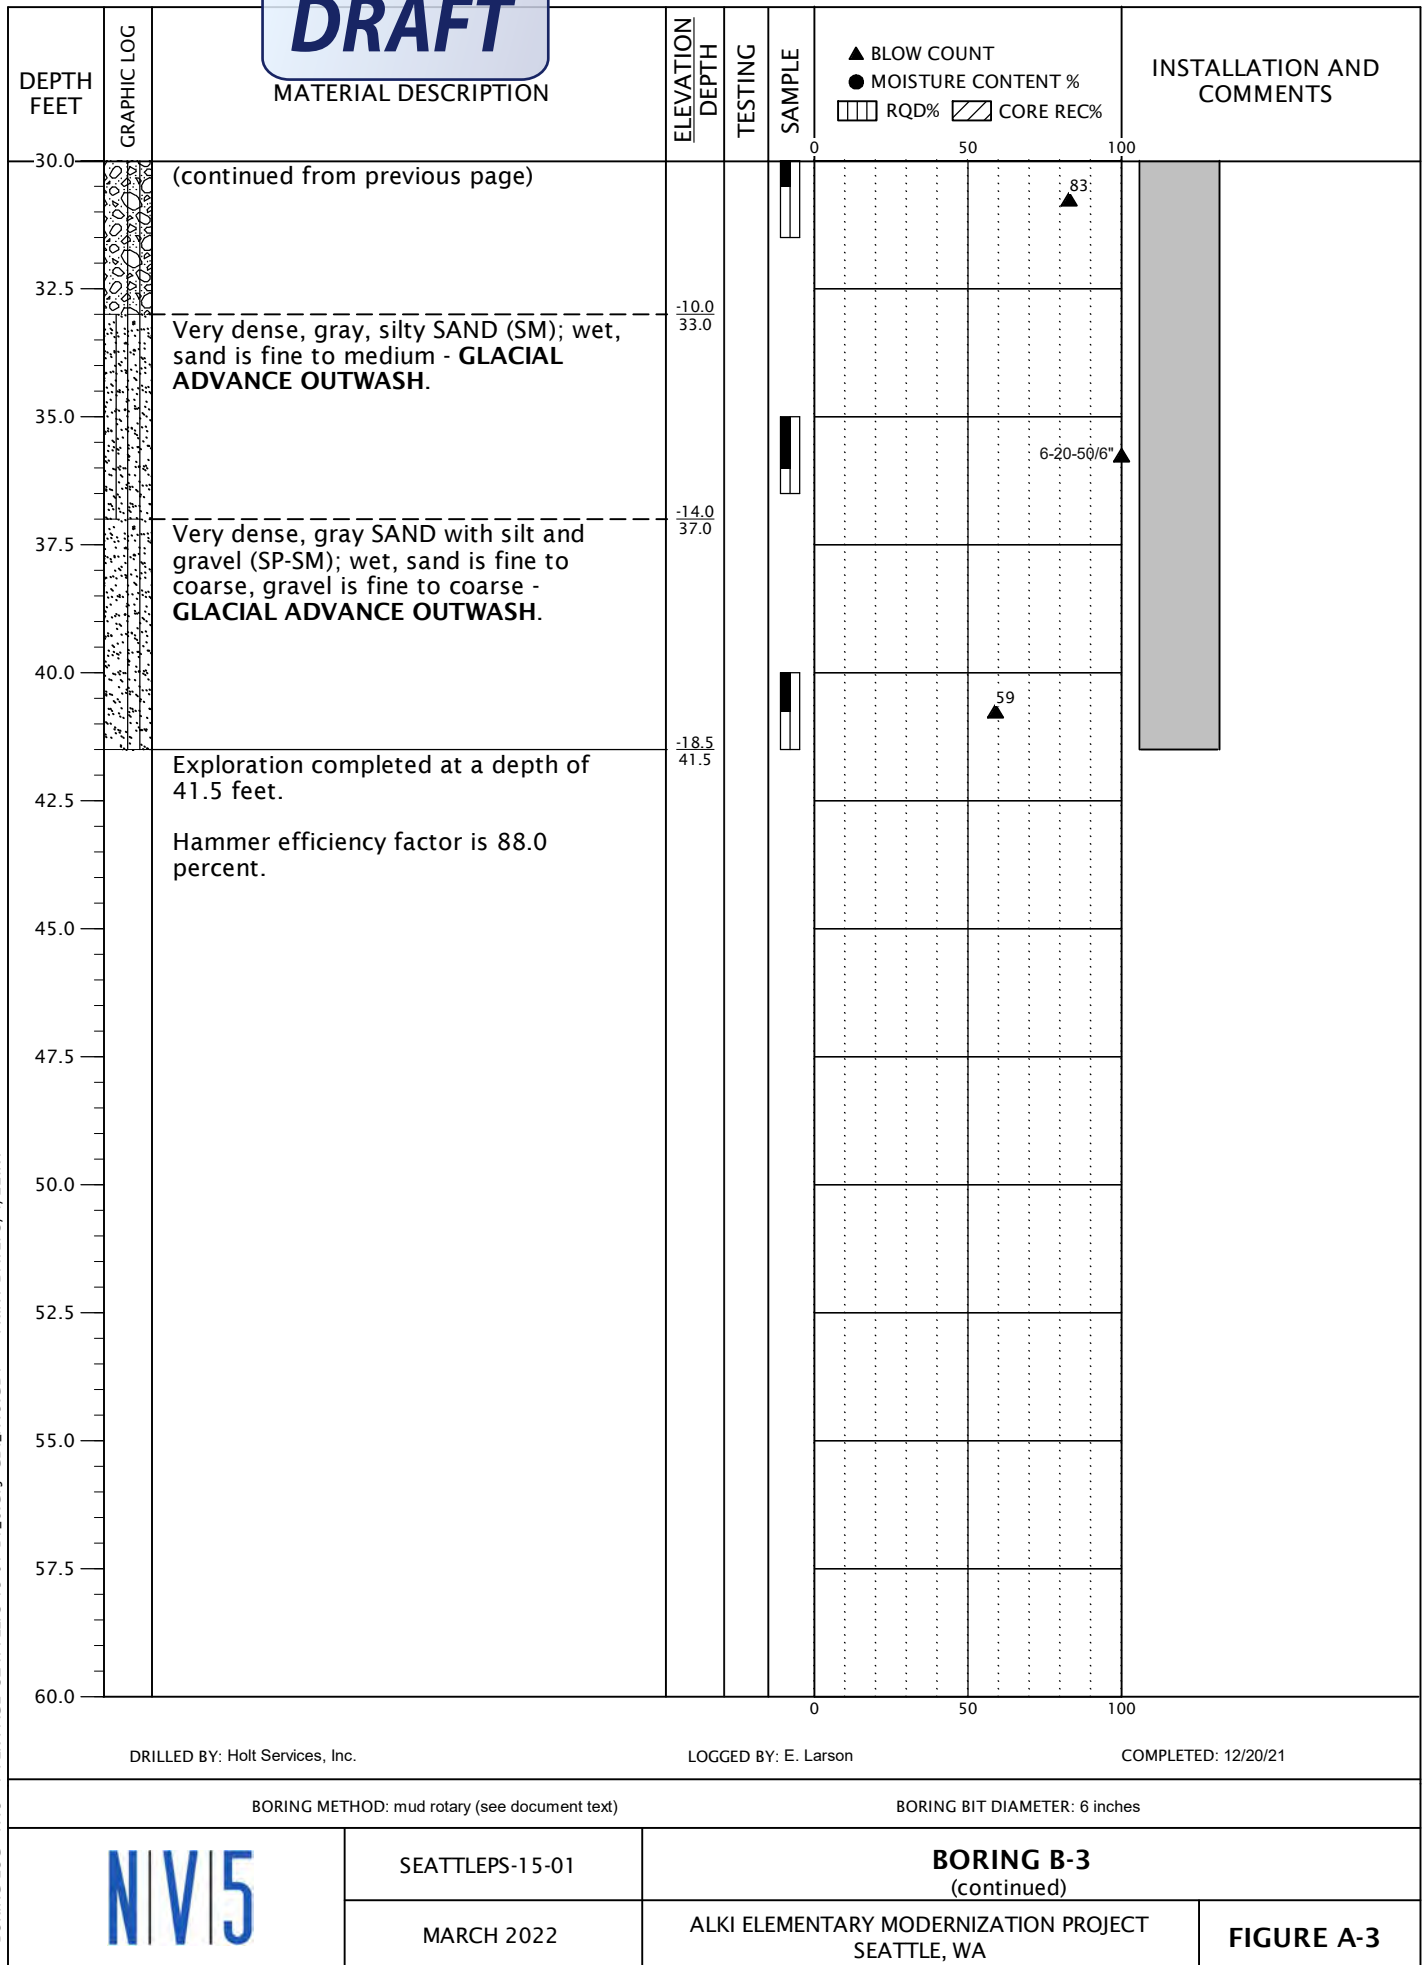 DRAFT
DEPTH
FEET
GRAPHIC LOG
MATERIAL DESCRIPTION
ELEVATION
DEPTH
TESTING
SAMPLE
▲ BLOW COUNT
● MOISTURE CONTENT %
RQD% CORE REC%
INSTALLATION AND
COMMENTS
0 50 100
30.0
(continued from previous page)
83
32.5
-10.0
33.0
Very dense, gray, silty SAND (SM); wet,
sand is fine to medium - GLACIAL
ADVANCE OUTWASH.
35.0
6-20-50/6"
-14.0
37.0
Very dense, gray SAND with silt and
gravel (SP-SM); wet, sand is fine to
coarse, gravel is fine to coarse -
GLACIAL ADVANCE OUTWASH.
37.5
40.0
59
-18.5
41.5
Exploration completed at a depth of
41.5 feet.
42.5
Hammer efficiency factor is 88.0
percent.
45.0
47.5
50.0
52.5
55.0
57.5
60.0
0 50 100
DRILLED BY: Holt Services, Inc. LOGGED BY: E. Larson COMPLETED: 12/20/21
BORING METHOD: mud rotary (see document text) BORING BIT DIAMETER: 6 inches
N|V|5
SEATTLEPS-15-01
MARCH 2022
BORING B-3
(continued)
ALKI ELEMENTARY MODERNIZATION PROJECT
SEATTLE, WA
FIGURE A-3